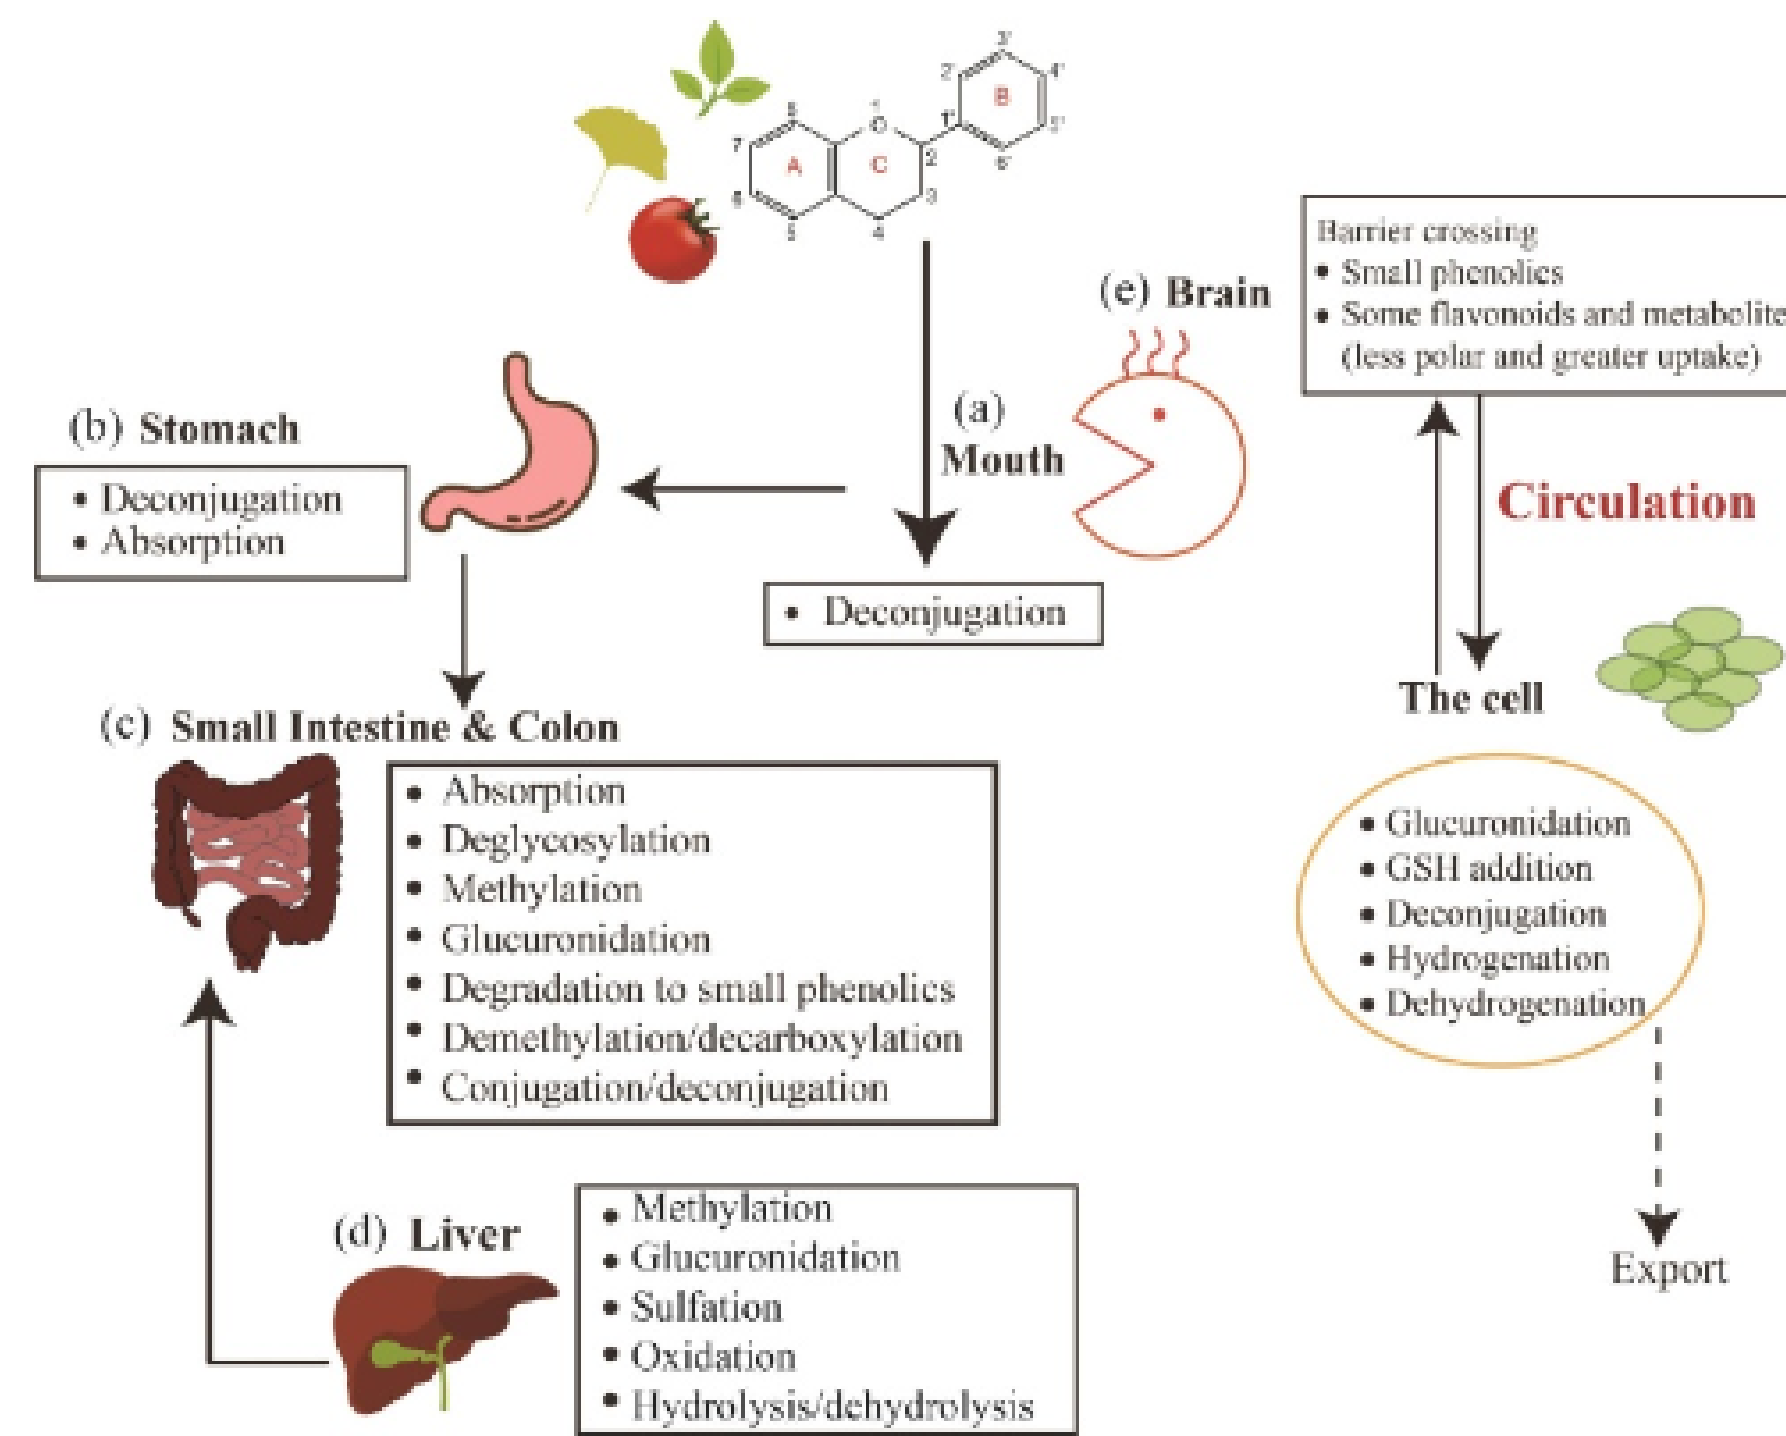 3'
2'
4'
B
8
1
1'
5'
O
7
2
6'
A
C
6
3
5
4
Barrier crossing
• Small phenolics
• Some flavonoids and metabolite
(less polar and greater uptake)
(e) Brain
(a)
Mouth
(b) Stomach
• Deconjugation
• Absorption
Circulation
• Deconjugation
The cell
(c) Small Intestine & Colon
• Absorption
• Deglycosylation
• Methylation
• Glucuronidation
• Degradation to small phenolics
• Demethylation/decarboxylation
• Conjugation/deconjugation
• Glucuronidation
• GSH addition
• Deconjugation
• Hydrogenation
• Dehydrogenation
(d) Liver
• Methylation
• Glucuronidation
• Sulfation
• Oxidation
• Hydrolysis/dehydrolysis
Export